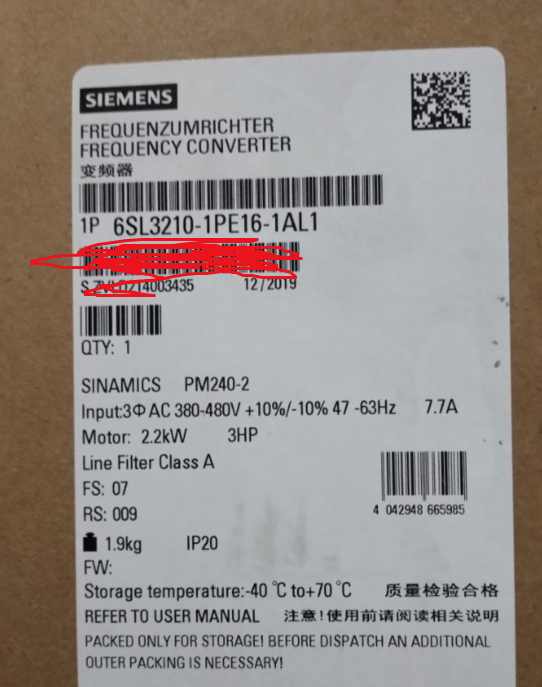 SIEMENS
FREQUENZUMRICHTER
FREQUENCY CONVERTER
变频器
1P 6SL3210-1PE16-1AL1
12/2019
QTY: 1
SINAMICS PM240-2
Input:3Φ AC 380-480V +10%/-10% 47 -63Hz 7.7A
Motor: 2.2kW 3HP
Line Filter Class A
FS: 07
RS: 009
4 042948 665985
1.9kg IP20
FW:
Storage temperature:-40 °C to+70 °C 质量检验合格
REFER TO USER MANUAL 注意!使用前请阅读相关说明
PACKED ONLY FOR STORAGE! BEFORE DISPATCH AN ADDITIONAL
OUTER PACKING IS NECESSARY!